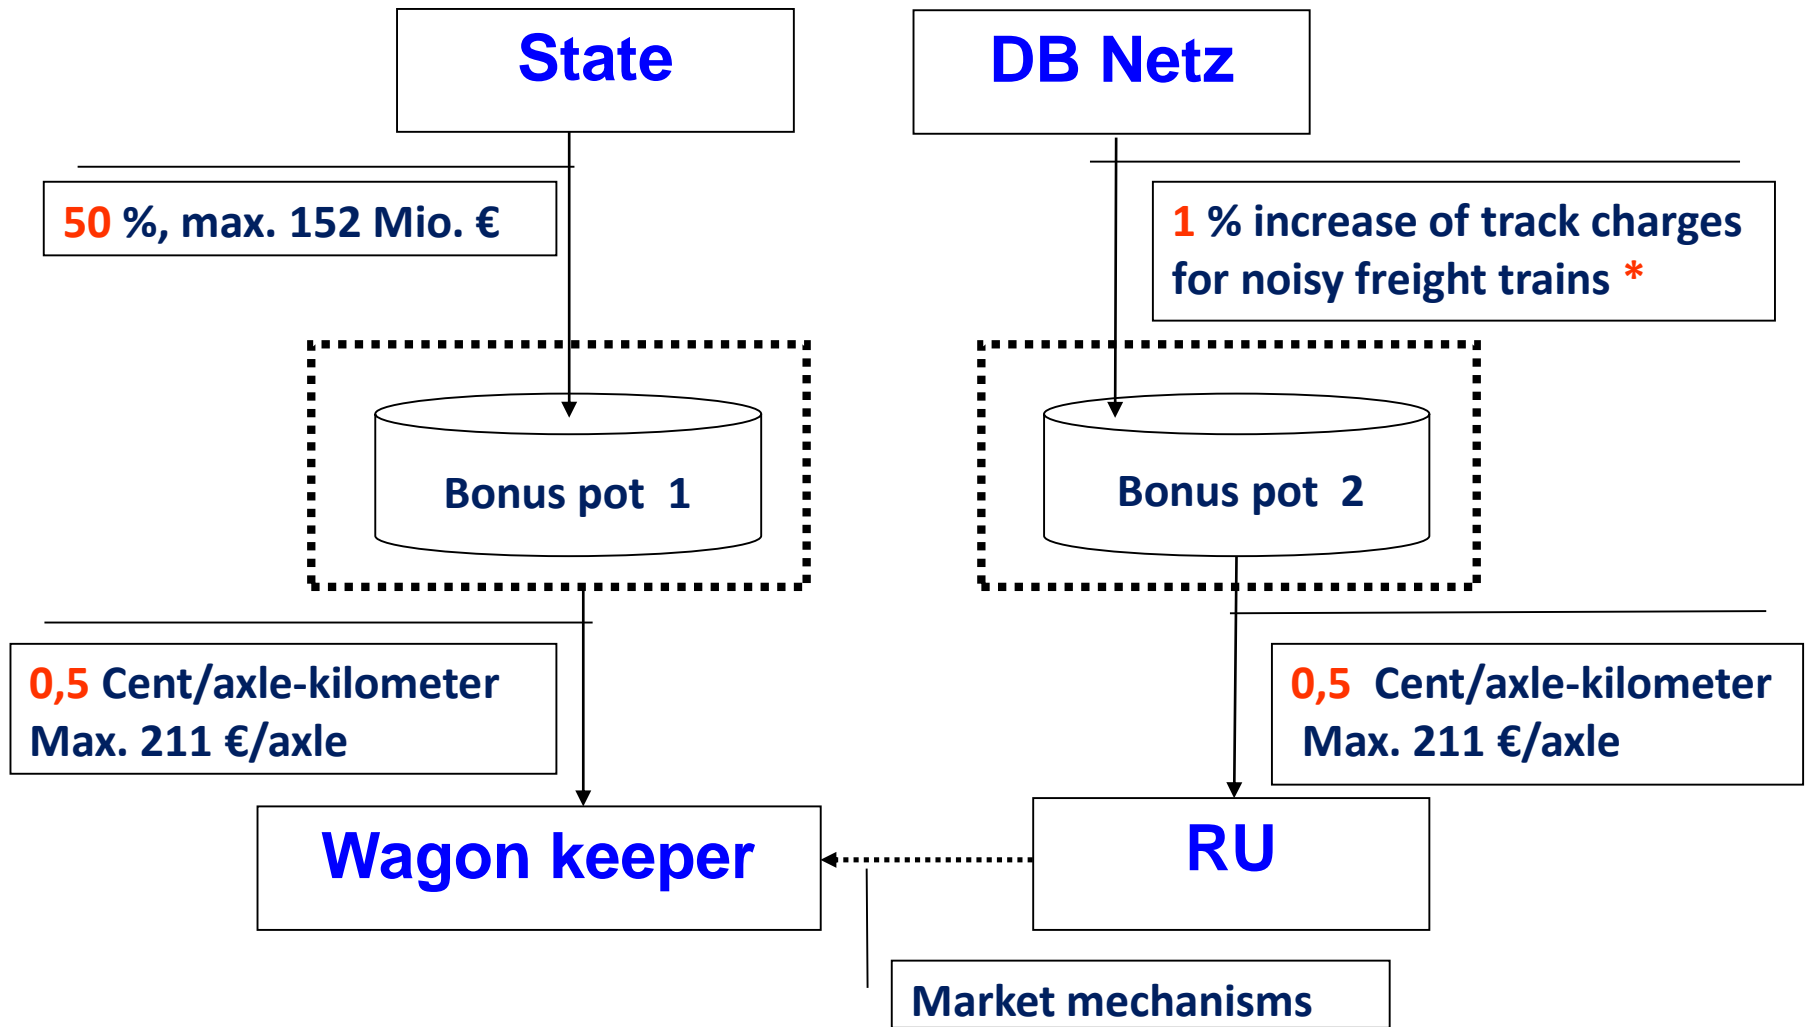 State
DB Netz
50 %, max. 152 Mio. €
1 % increase of track charges
for noisy freight trains *
Bonus pot 1
Bonus pot 2
0,5 Cent/axle-kilometer
Max. 211 €/axle
0,5 Cent/axle-kilometer
Max. 211 €/axle
Wagon keeper
RU
Market mechanisms